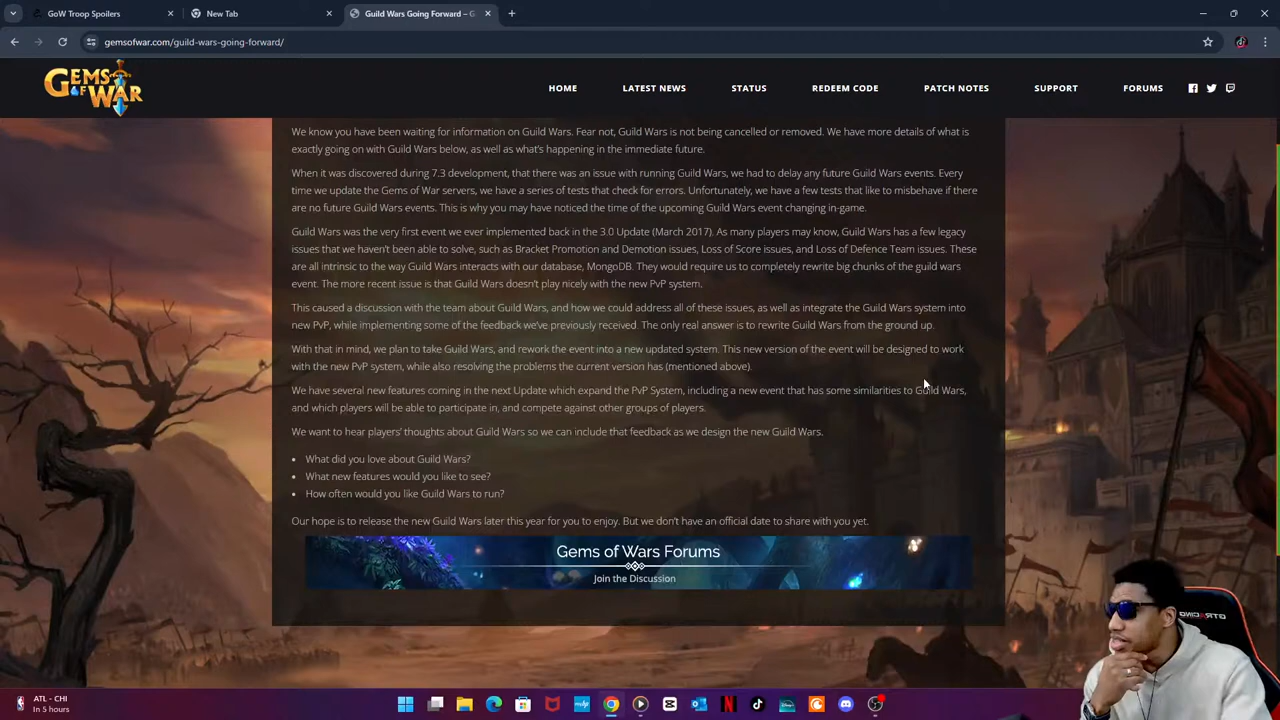 GoW Troop Spoilers
New Tab
Guild Wars Going Forward – G
gemsofwar.com/guild-wars-going-forward/
GEMS OF WAR
HOME
LATEST NEWS
STATUS
REDEEM CODE
PATCH NOTES
SUPPORT
FORUMS
We know you have been waiting for information on Guild Wars. Fear not, Guild Wars is not being cancelled or removed. We have more details of what is
exactly going on with Guild Wars below, as well as what's happening in the immediate future.
When it was discovered during 7.3 development, that there was an issue with running Guild Wars, we had to delay any future Guild Wars events. Every
time we update the Gems of War servers, we have a series of tests that check for errors. Unfortunately, we have a few tests that like to misbehave if there
are no future Guild Wars events. This is why you may have noticed the time of the upcoming Guild Wars event changing in-game.
Guild Wars was the very first event we ever implemented back in the 3.0 Update (March 2017). As many players may know, Guild Wars has a few legacy
issues that we haven't been able to solve, such as Bracket Promotion and Demotion issues, Loss of Score issues, and Loss of Defence Team issues. These
are all intrinsic to the way Guild Wars interacts with our database, MongoDB. They would require us to completely rewrite big chunks of the guild wars
event. The more recent issue is that Guild Wars doesn't play nicely with the new PvP system.
This caused a discussion with the team about Guild Wars, and how we could address all of these issues, as well as integrate the Guild Wars system into
new PvP, while implementing some of the feedback we've previously received. The only real answer is to rewrite Guild Wars from the ground up.
With that in mind, we plan to take Guild Wars, and rework the event into a new updated system. This new version of the event will be designed to work
with the new PvP system, while also resolving the problems the current version has (mentioned above).
We have several new features coming in the next Update which expand the PvP System, including a new event that has some similarities to Guild Wars,
and which players will be able to participate in, and compete against other groups of players.
We want to hear players' thoughts about Guild Wars so we can include that feedback as we design the new Guild Wars.
• What did you love about Guild Wars?
• What new features would you like to see?
• How often would you like Guild Wars to run?
Our hope is to release the new Guild Wars later this year for you to enjoy. But we don't have an official date to share with you yet.
Gems of Wars Forums
Join the Discussion
GTRACING
ATL - CHI
In 5 hours